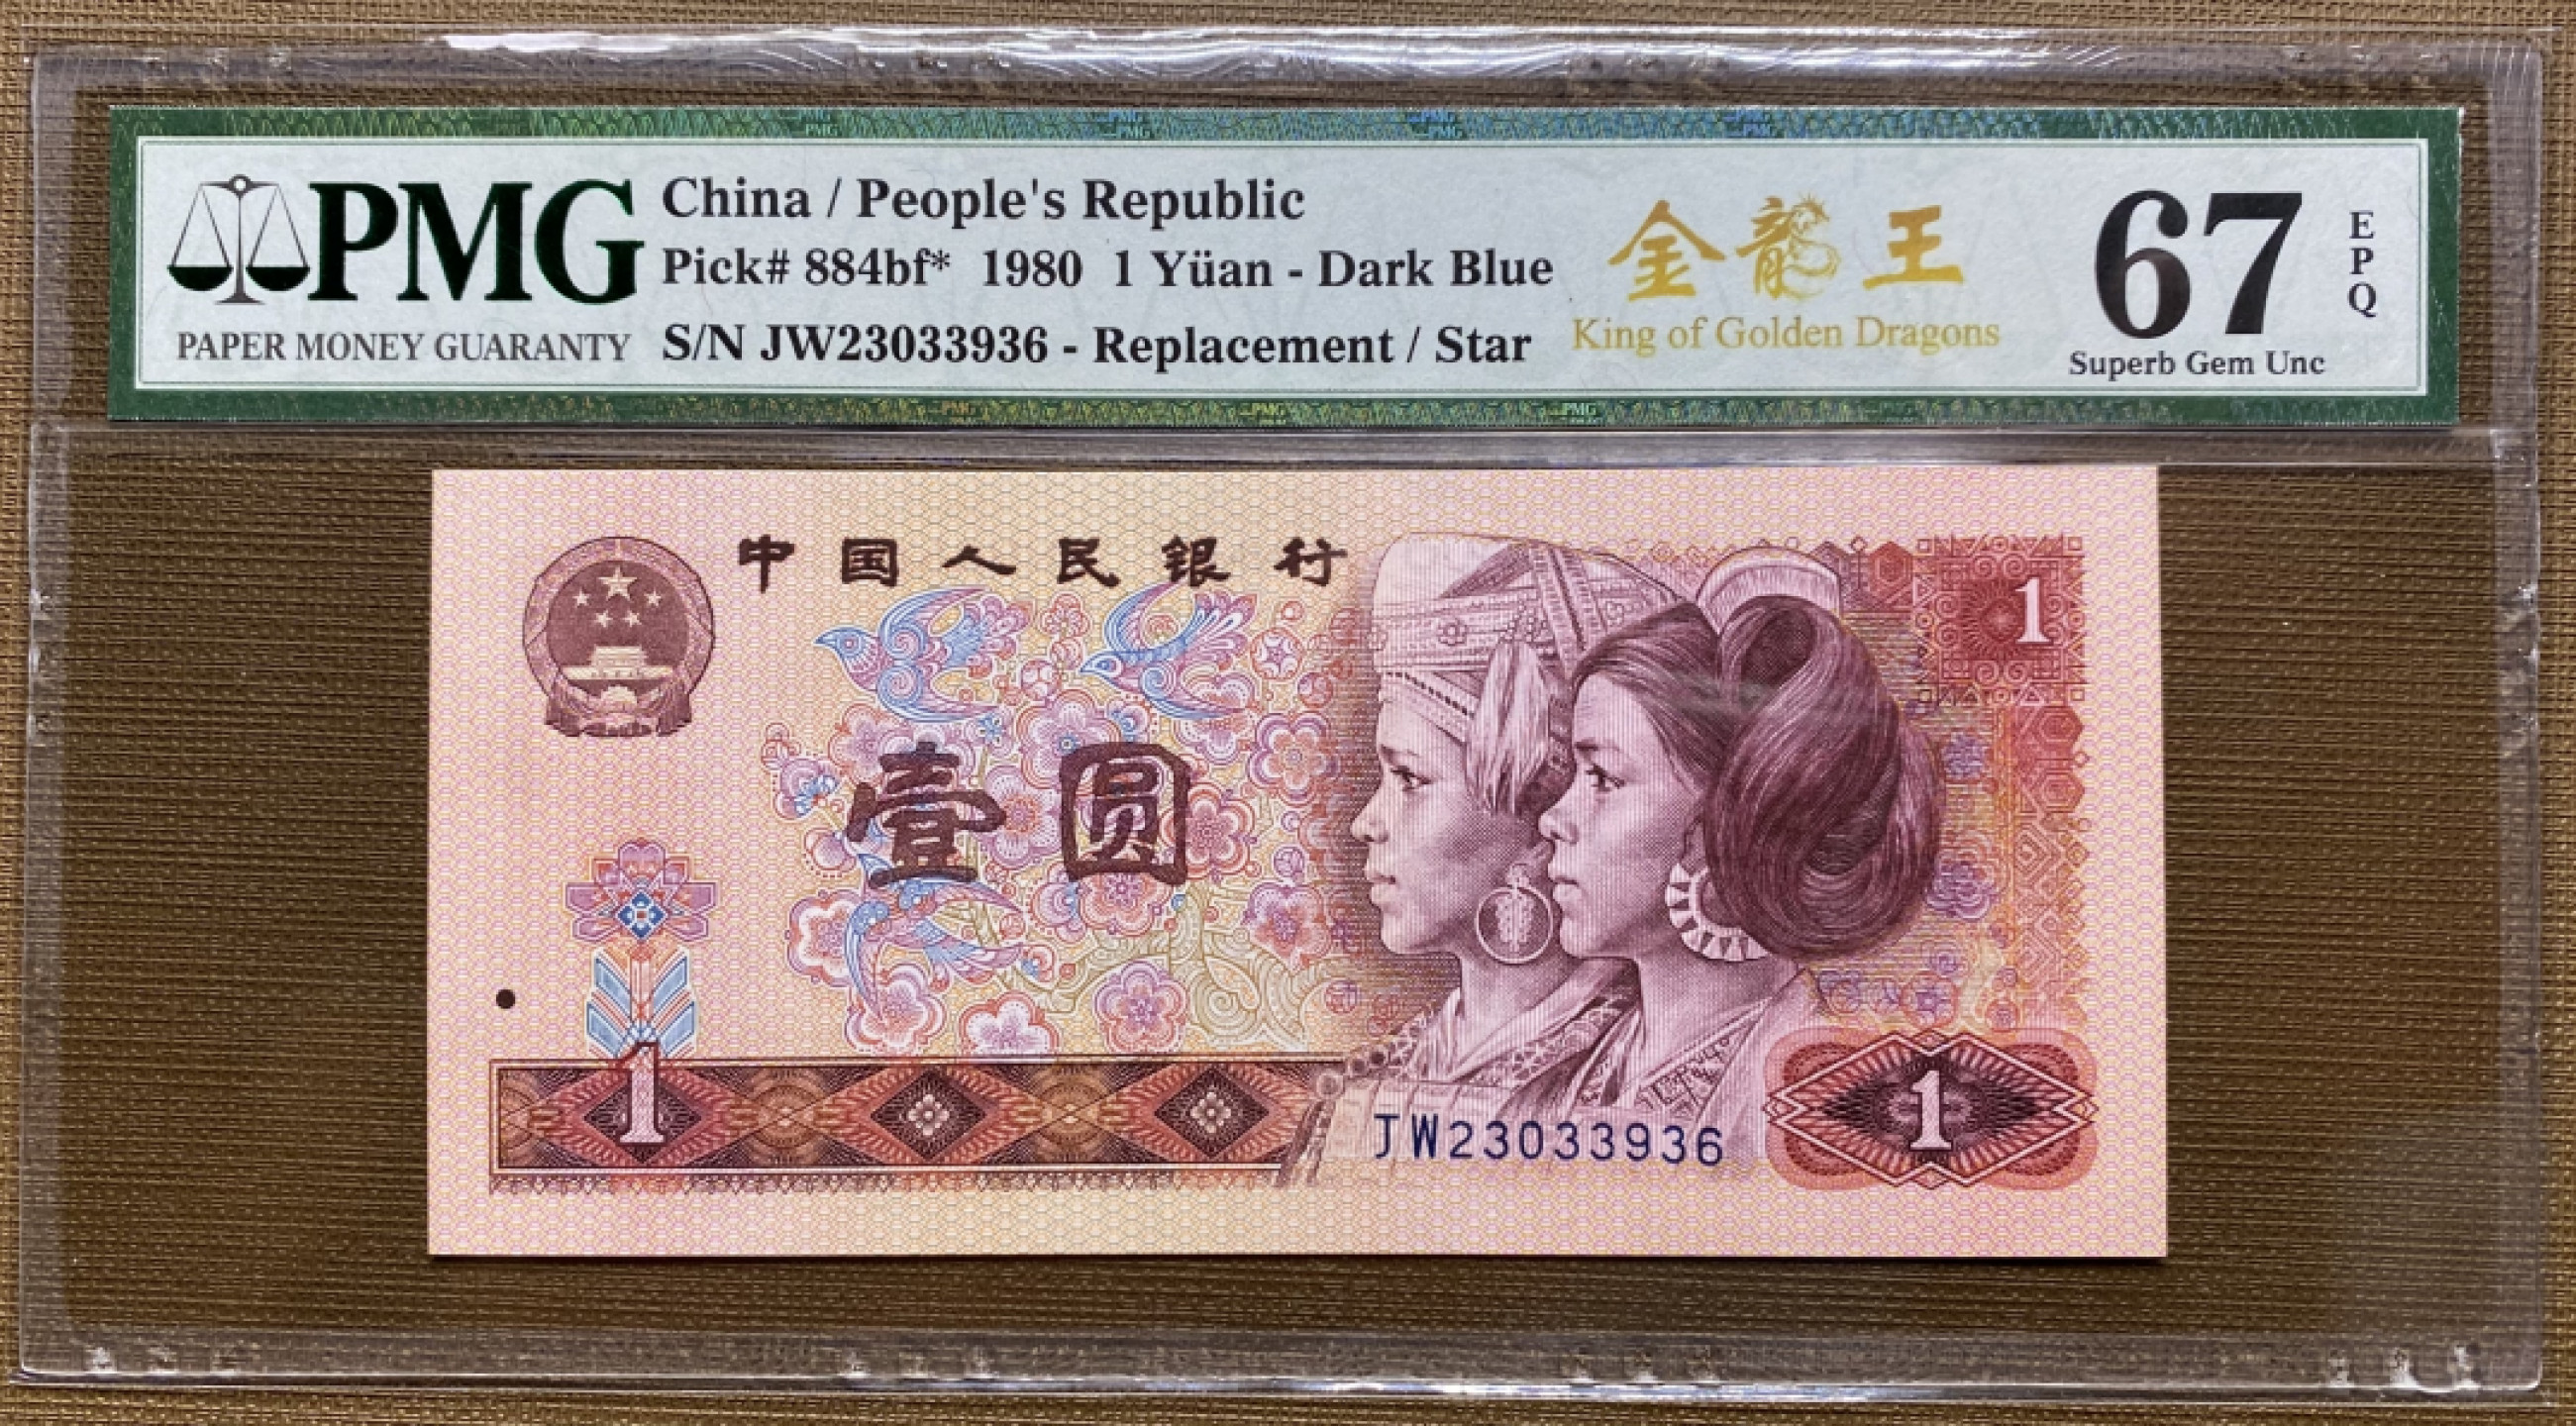 PMG
PAPER MONEY GUARANTY
China / People's Republic
Pick# 884bf* 1980 1 Yüan - Dark Blue
S/N JW23033936 - Replacement / Star
金龍王
King of Golden Dragons
67
EPQ
Superb Gem Unc
中国人民银行
1
壹圆
1
JW23033936
1